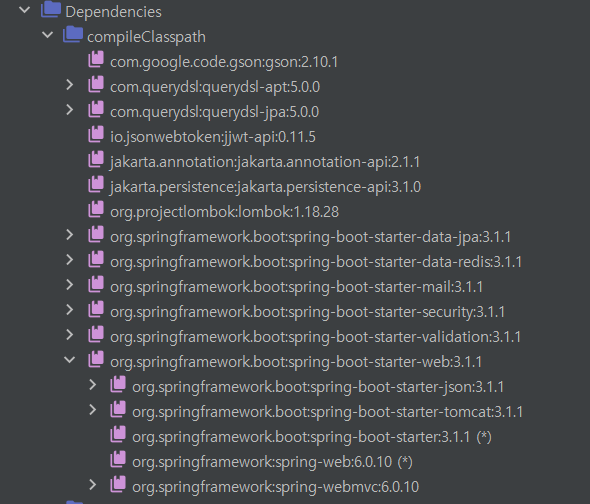 Dependencies
compileClasspath
com.google.code.gson:gson:2.10.1
com.querydsl:querydsl-apt:5.0.0
com.querydsl:querydsl-jpa:5.0.0
io.jsonwebtoken:jjwt-api:0.11.5
jakarta.annotation:jakarta.annotation-api:2.1.1
jakarta.persistence:jakarta.persistence-api:3.1.0
org.projectlombok:lombok:1.18.28
org.springframework.boot:spring-boot-starter-data-jpa:3.1.1
org.springframework.boot:spring-boot-starter-data-redis:3.1.1
org.springframework.boot:spring-boot-starter-mail:3.1.1
org.springframework.boot:spring-boot-starter-security:3.1.1
org.springframework.boot:spring-boot-starter-validation:3.1.1
org.springframework.boot:spring-boot-starter-web:3.1.1
org.springframework.boot:spring-boot-starter-json:3.1.1
org.springframework.boot:spring-boot-starter-tomcat:3.1.1
org.springframework.boot:spring-boot-starter:3.1.1 (*)
org.springframework:spring-web:6.0.10 (*)
org.springframework:spring-webmvc:6.0.10